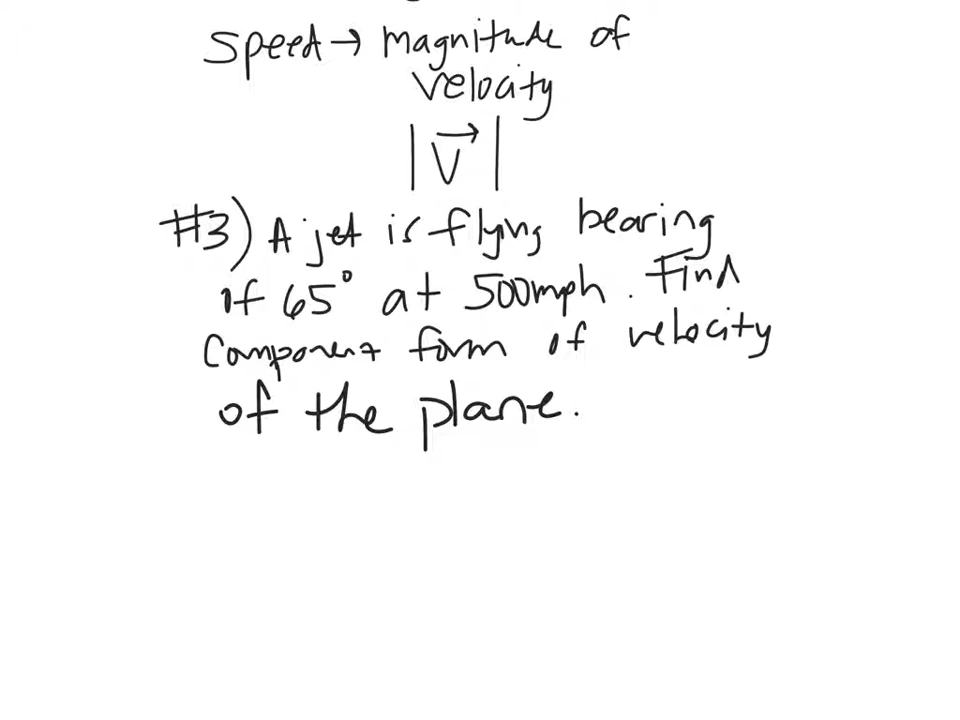 Speed → magnitude of
velocity
|v⃗|
#3) A jet is flying bearing
of 65° at 500mph. Find
component form of velocity
of the plane.